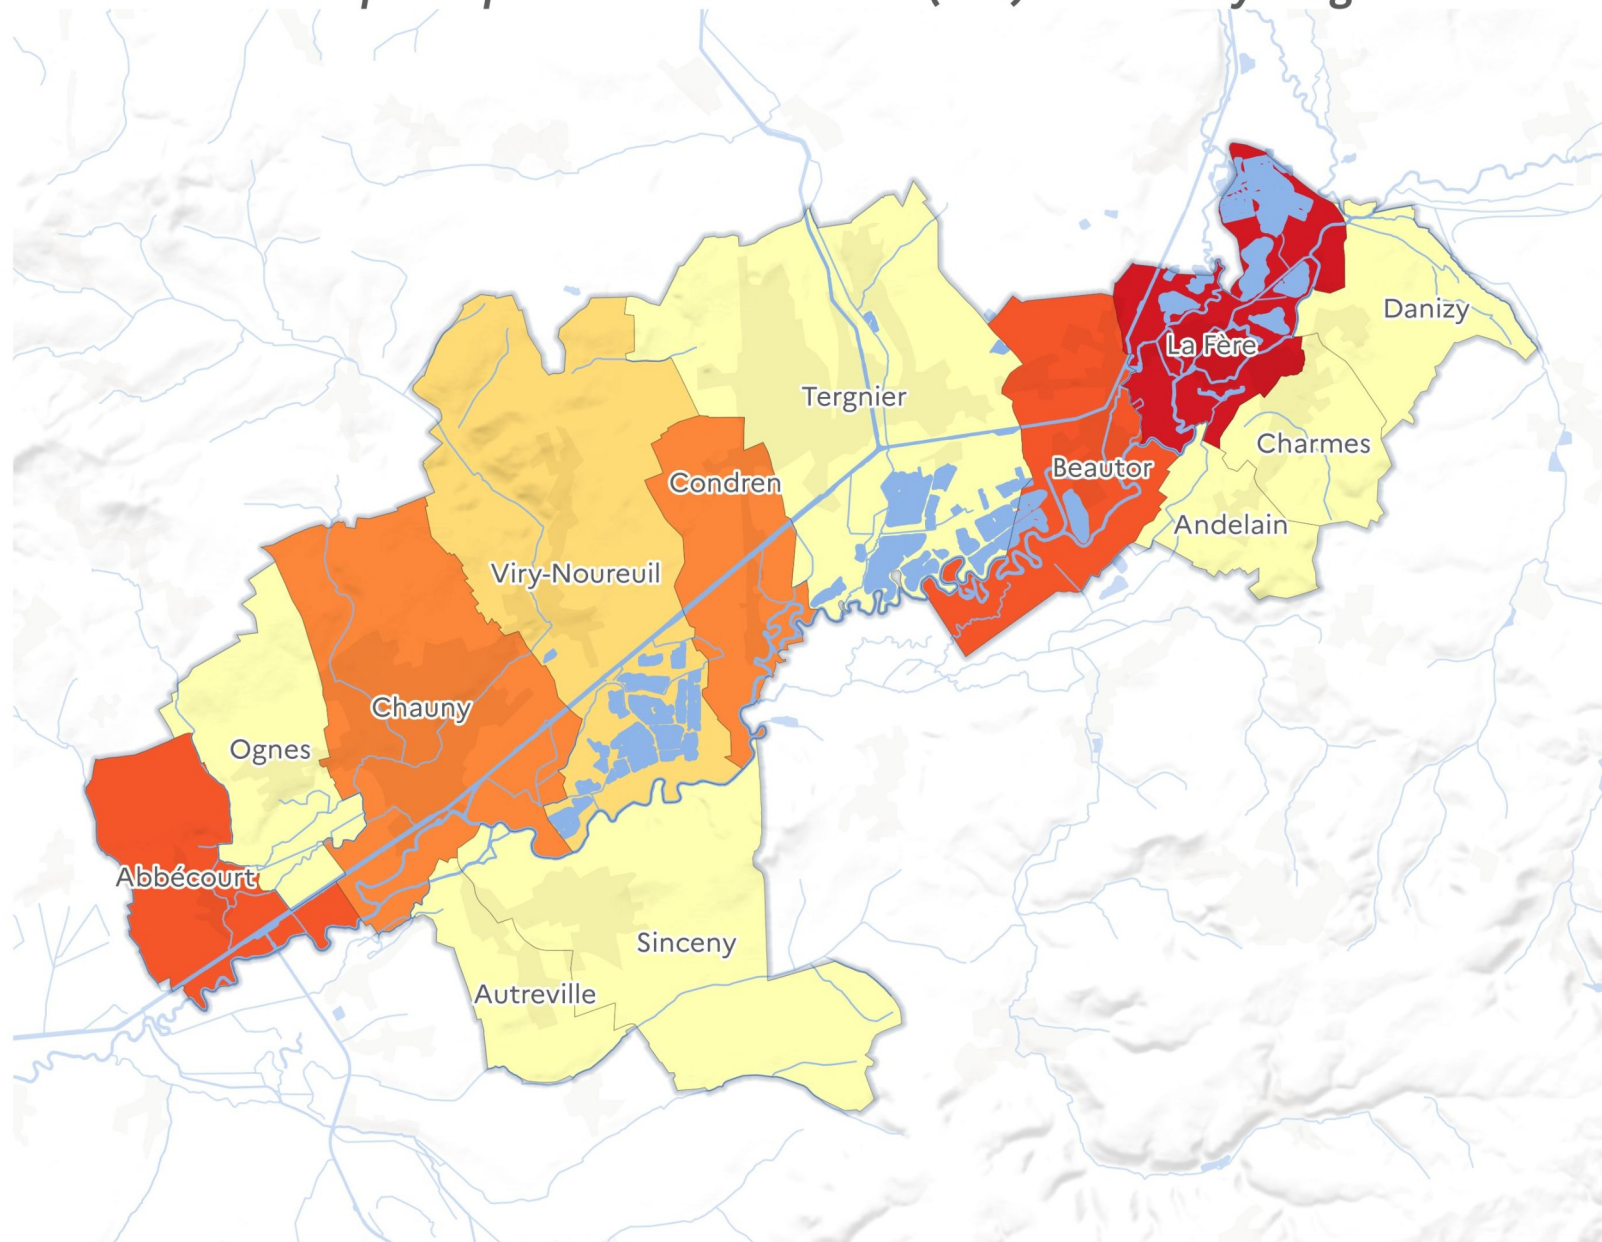 Danizy
La Fère
Tergnier
Charmes
Beautor
Condren
Andelain
Viry-Noureuil
Chauny
Ognes
Abbécourt
Sinceny
Autreville